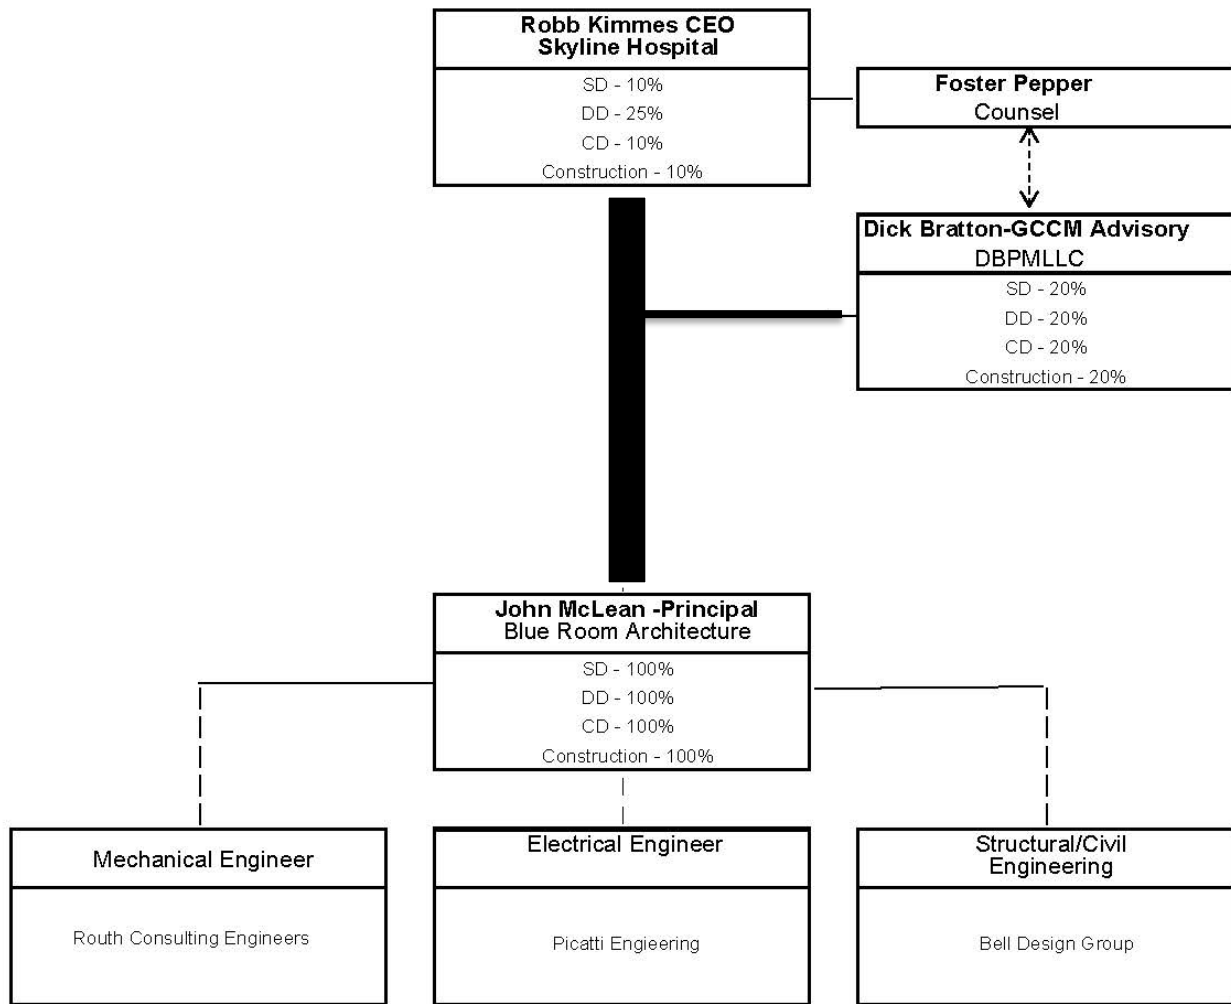 Robb Kimmes CEO
Skyline Hospital
SD - 10%
DD - 25%
CD - 10%
Construction - 10%
Foster Pepper
Counsel
Dick Bratton-GCCM Advisory
DBPMLLC
SD - 20%
DD - 20%
CD - 20%
Construction - 20%
John McLean -Principal
Blue Room Architecture
SD - 100%
DD - 100%
CD - 100%
Construction - 100%
Mechanical Engineer
Routh Consulting Engineers
Electrical Engineer
Picatti Engieering
Structural/Civil
Engineering
Bell Design Group